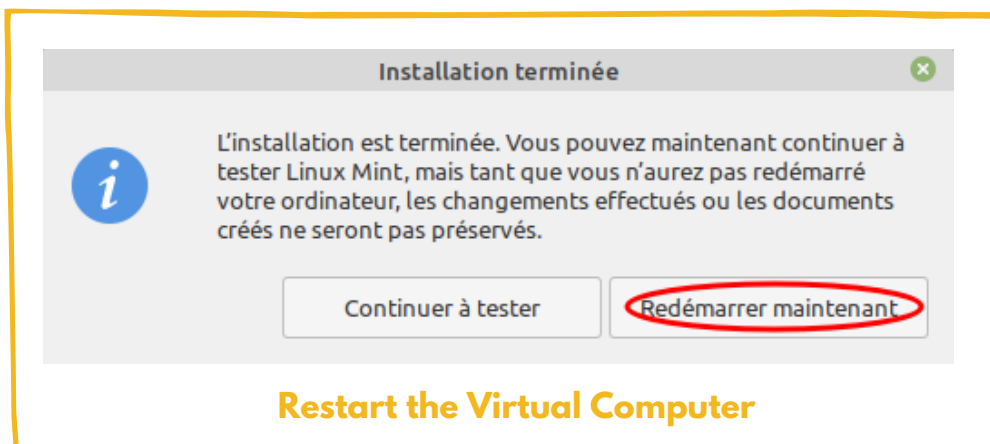 Installation terminée
L'installation est terminée. Vous pouvez maintenant continuer à
tester Linux Mint, mais tant que vous n'aurez pas redémarré
votre ordinateur, les changements effectués ou les documents
créés ne seront pas préservés.
Continuer à tester
Redémarrer maintenant
Restart the Virtual Computer